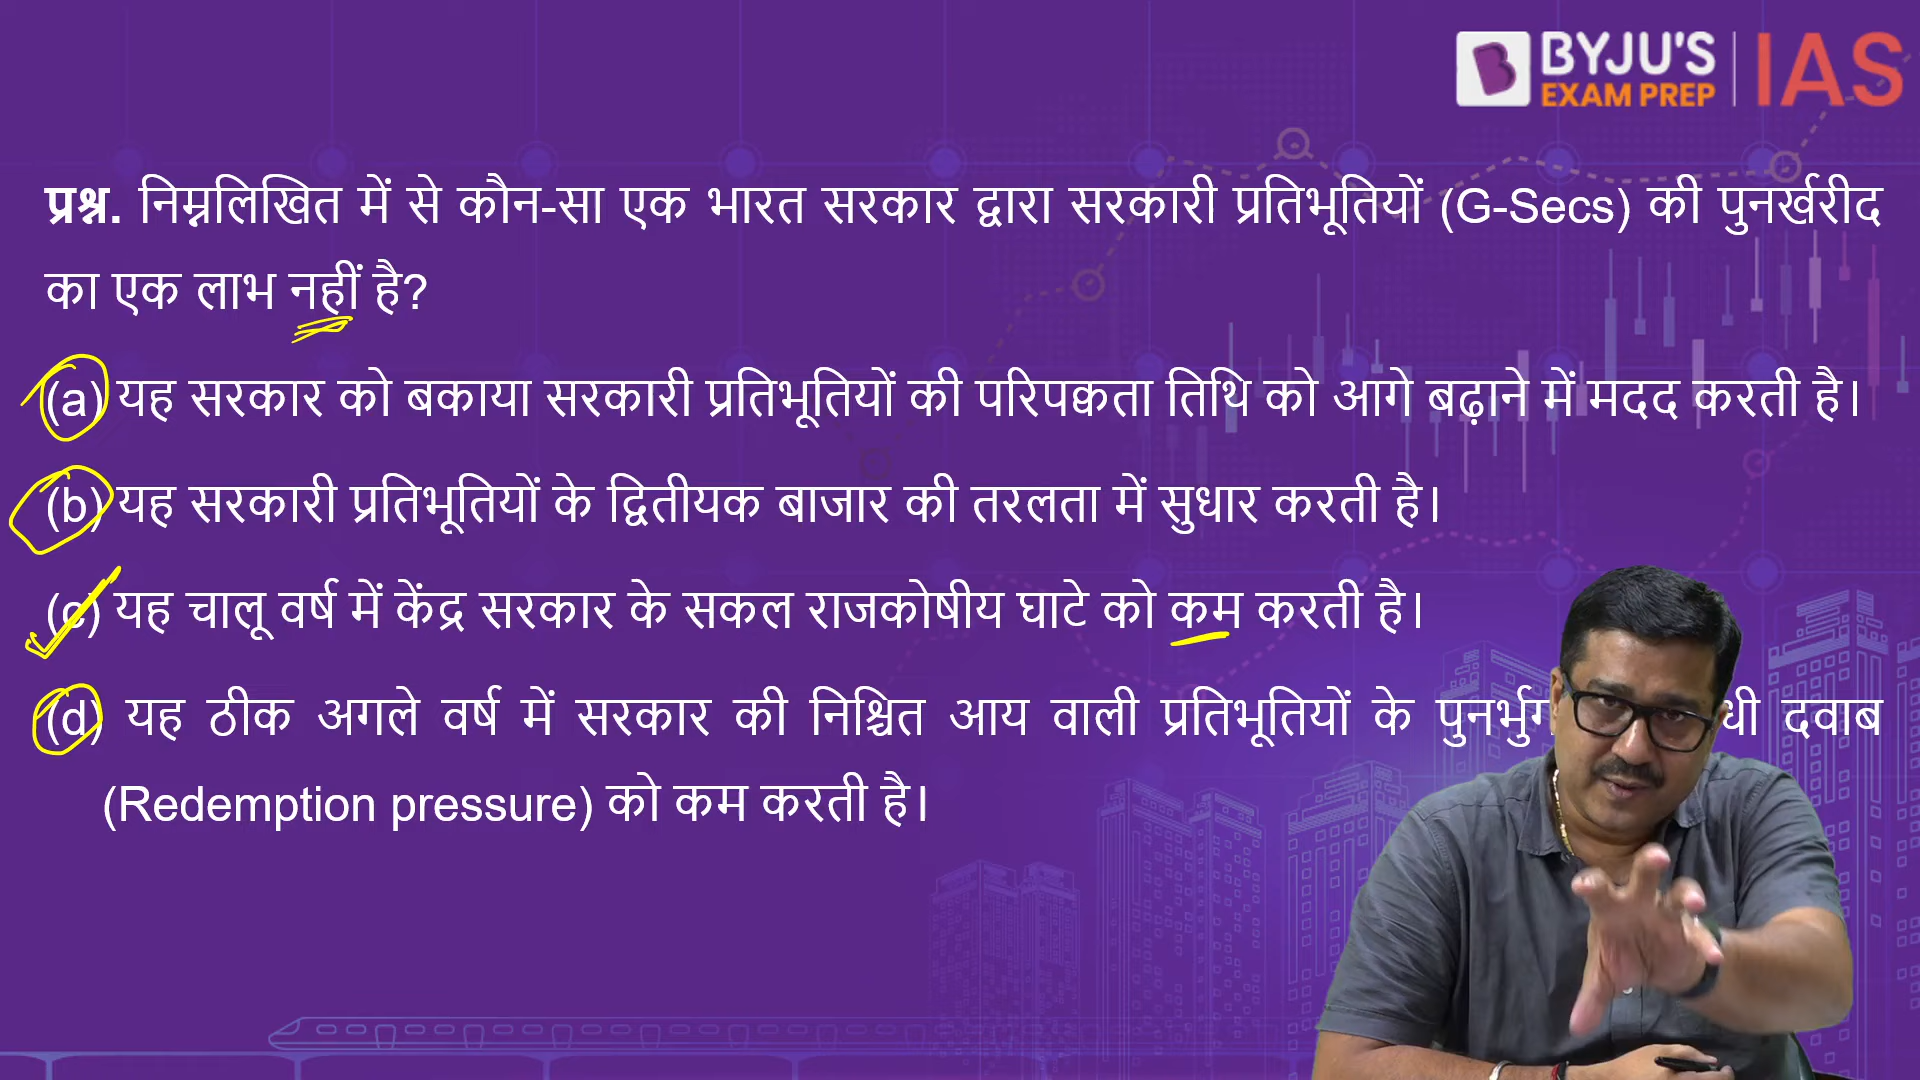 BYJU'S
EXAM PREP
IAS
प्रश्न. निम्नलिखित में से कौन-सा एक भारत सरकार द्वारा सरकारी प्रतिभूतियों (G-Secs) की पुनर्खरीद
का एक लाभ नहीं है?
(a) यह सरकार को बकाया सरकारी प्रतिभूतियों की परिपक्वता तिथि को आगे बढ़ाने में मदद करती है।
(b) यह सरकारी प्रतिभूतियों के द्वितीयक बाजार की तरलता में सुधार करती है।
(c) यह चालू वर्ष में केंद्र सरकार के सकल राजकोषीय घाटे को कम करती है।
(d) यह ठीक अगले वर्ष में सरकार की निश्चित आय वाली प्रतिभूतियों के दवाब
(Redemption pressure) को कम करती है।